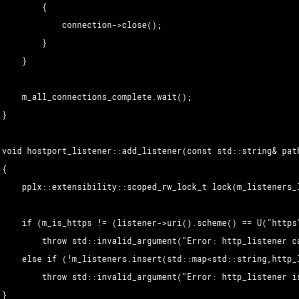 {
connection->close();
}
}
m_all_connections_complete.wait();
}
void hostport_listener::add_listener(const std::string& path
{
pplx::extensibility::scoped_rw_lock_t lock(m_listeners_l
if (m_is_https != (listener->uri().scheme() == U("https"
throw std::invalid_argument("Error: http_listener ca
else if (!m_listeners.insert(std::map<std::string,http_l
throw std::invalid_argument("Error: http_listener is
}